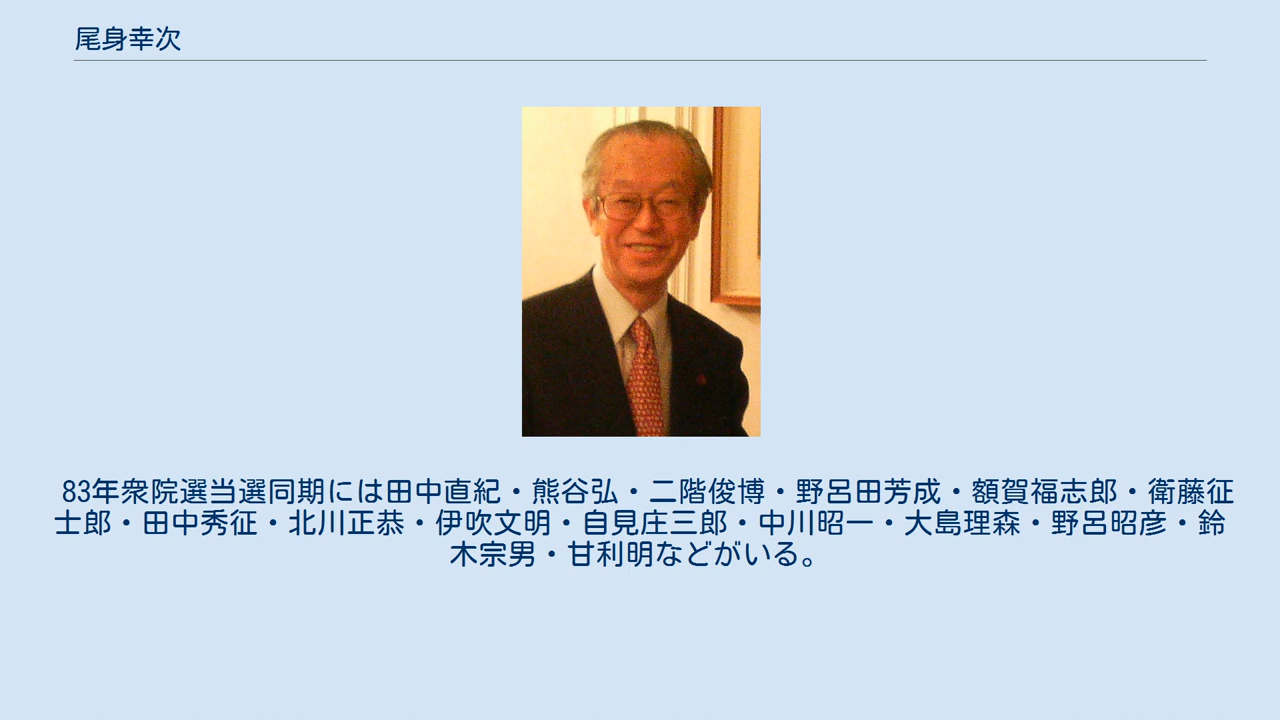 尾身幸次
83年衆院選当選同期には田中直紀・熊谷弘・二階俊博・野呂田芳成・額賀福志郎・衛藤征
士郎・田中秀征・北川正恭・伊吹文明・自見庄三郎・中川昭一・大島理森・野呂昭彦・鈴
木宗男・甘利明などがいる。